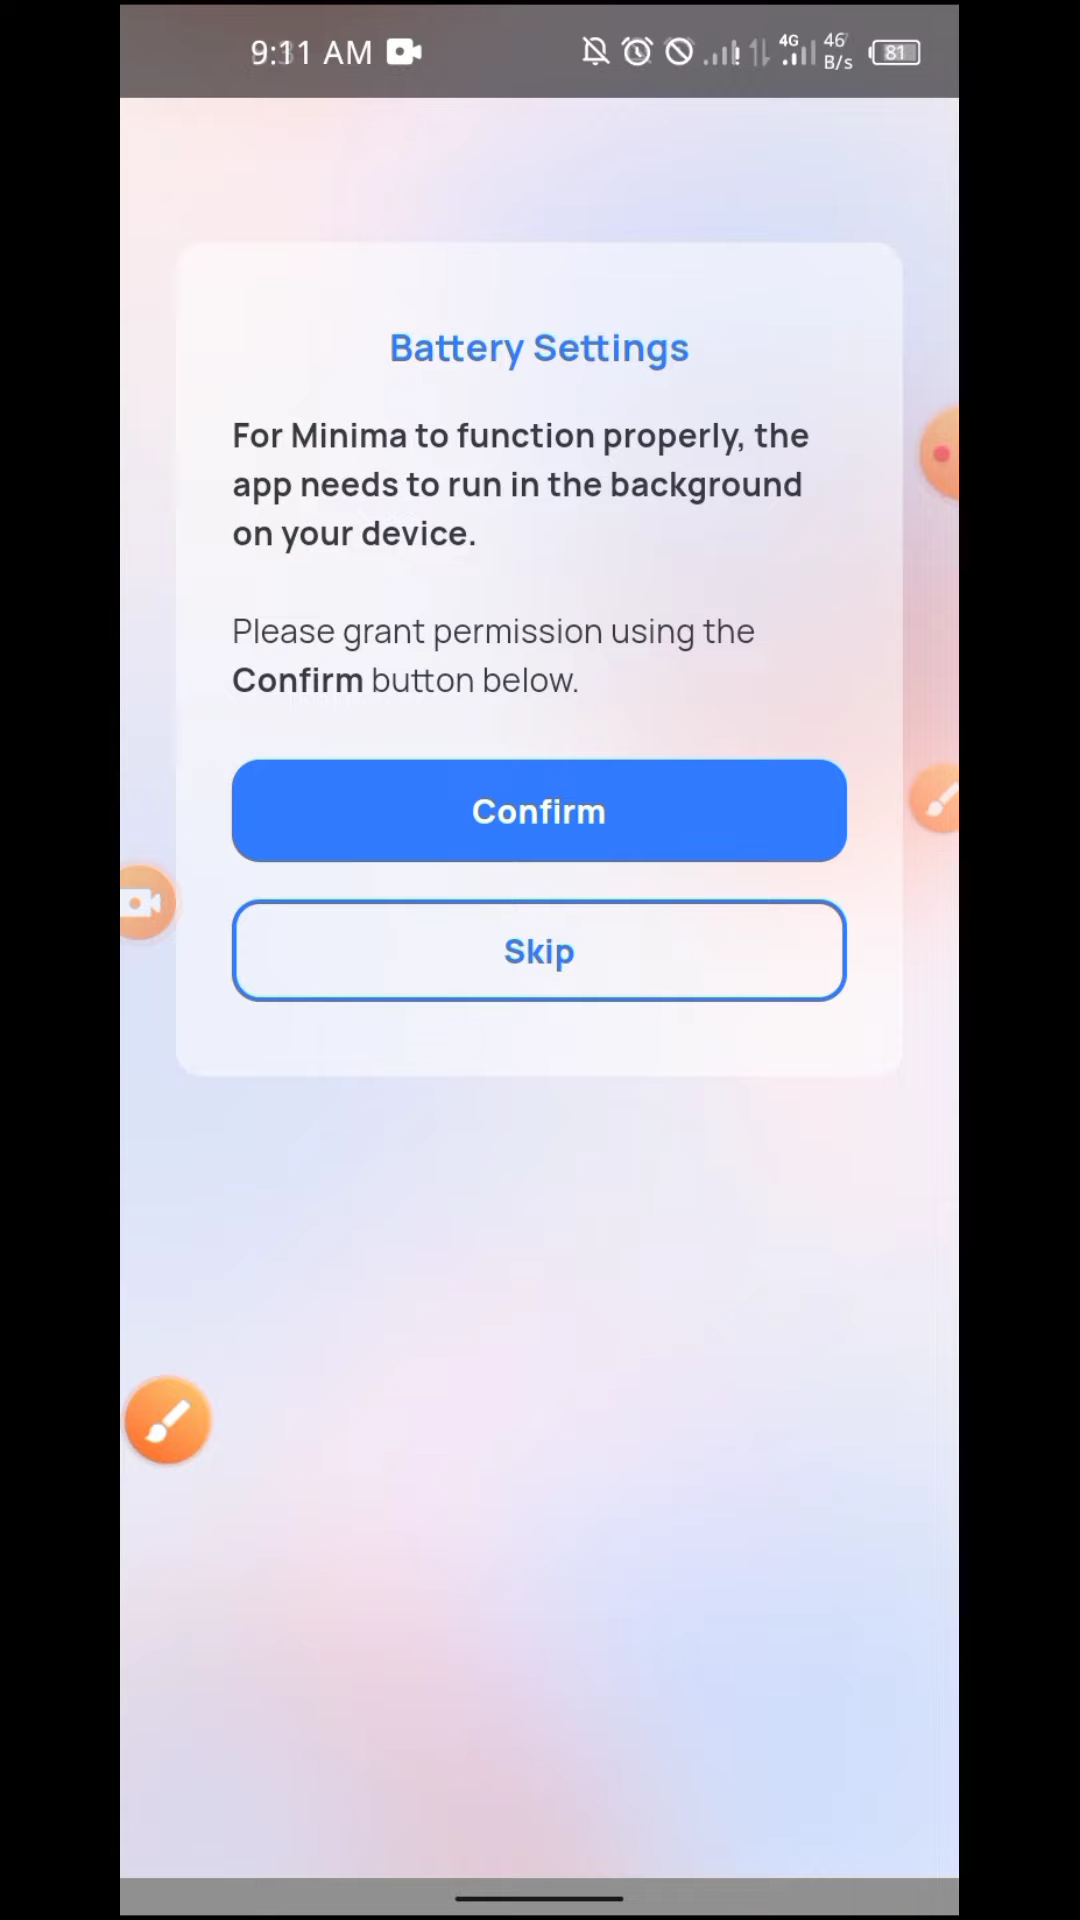 9:11 AM
4G 46 B/s 81
Battery Settings
For Minima to function properly, the
app needs to run in the background
on your device.
Please grant permission using the
Confirm button below.
Confirm
Skip